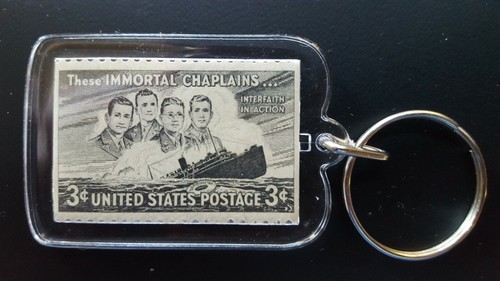 These IMMORTAL CHAPLAINS...
INTERFAITH
IN ACTION
3¢ UNITED STATES POSTAGE 3¢